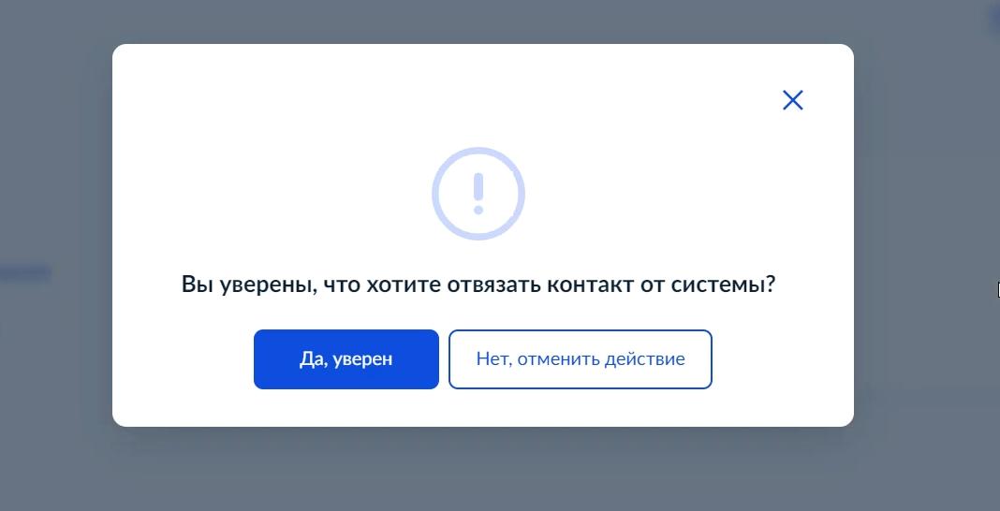 Вы уверены, что хотите отвязать контакт от системы?
Да, уверен
Нет, отменить действие